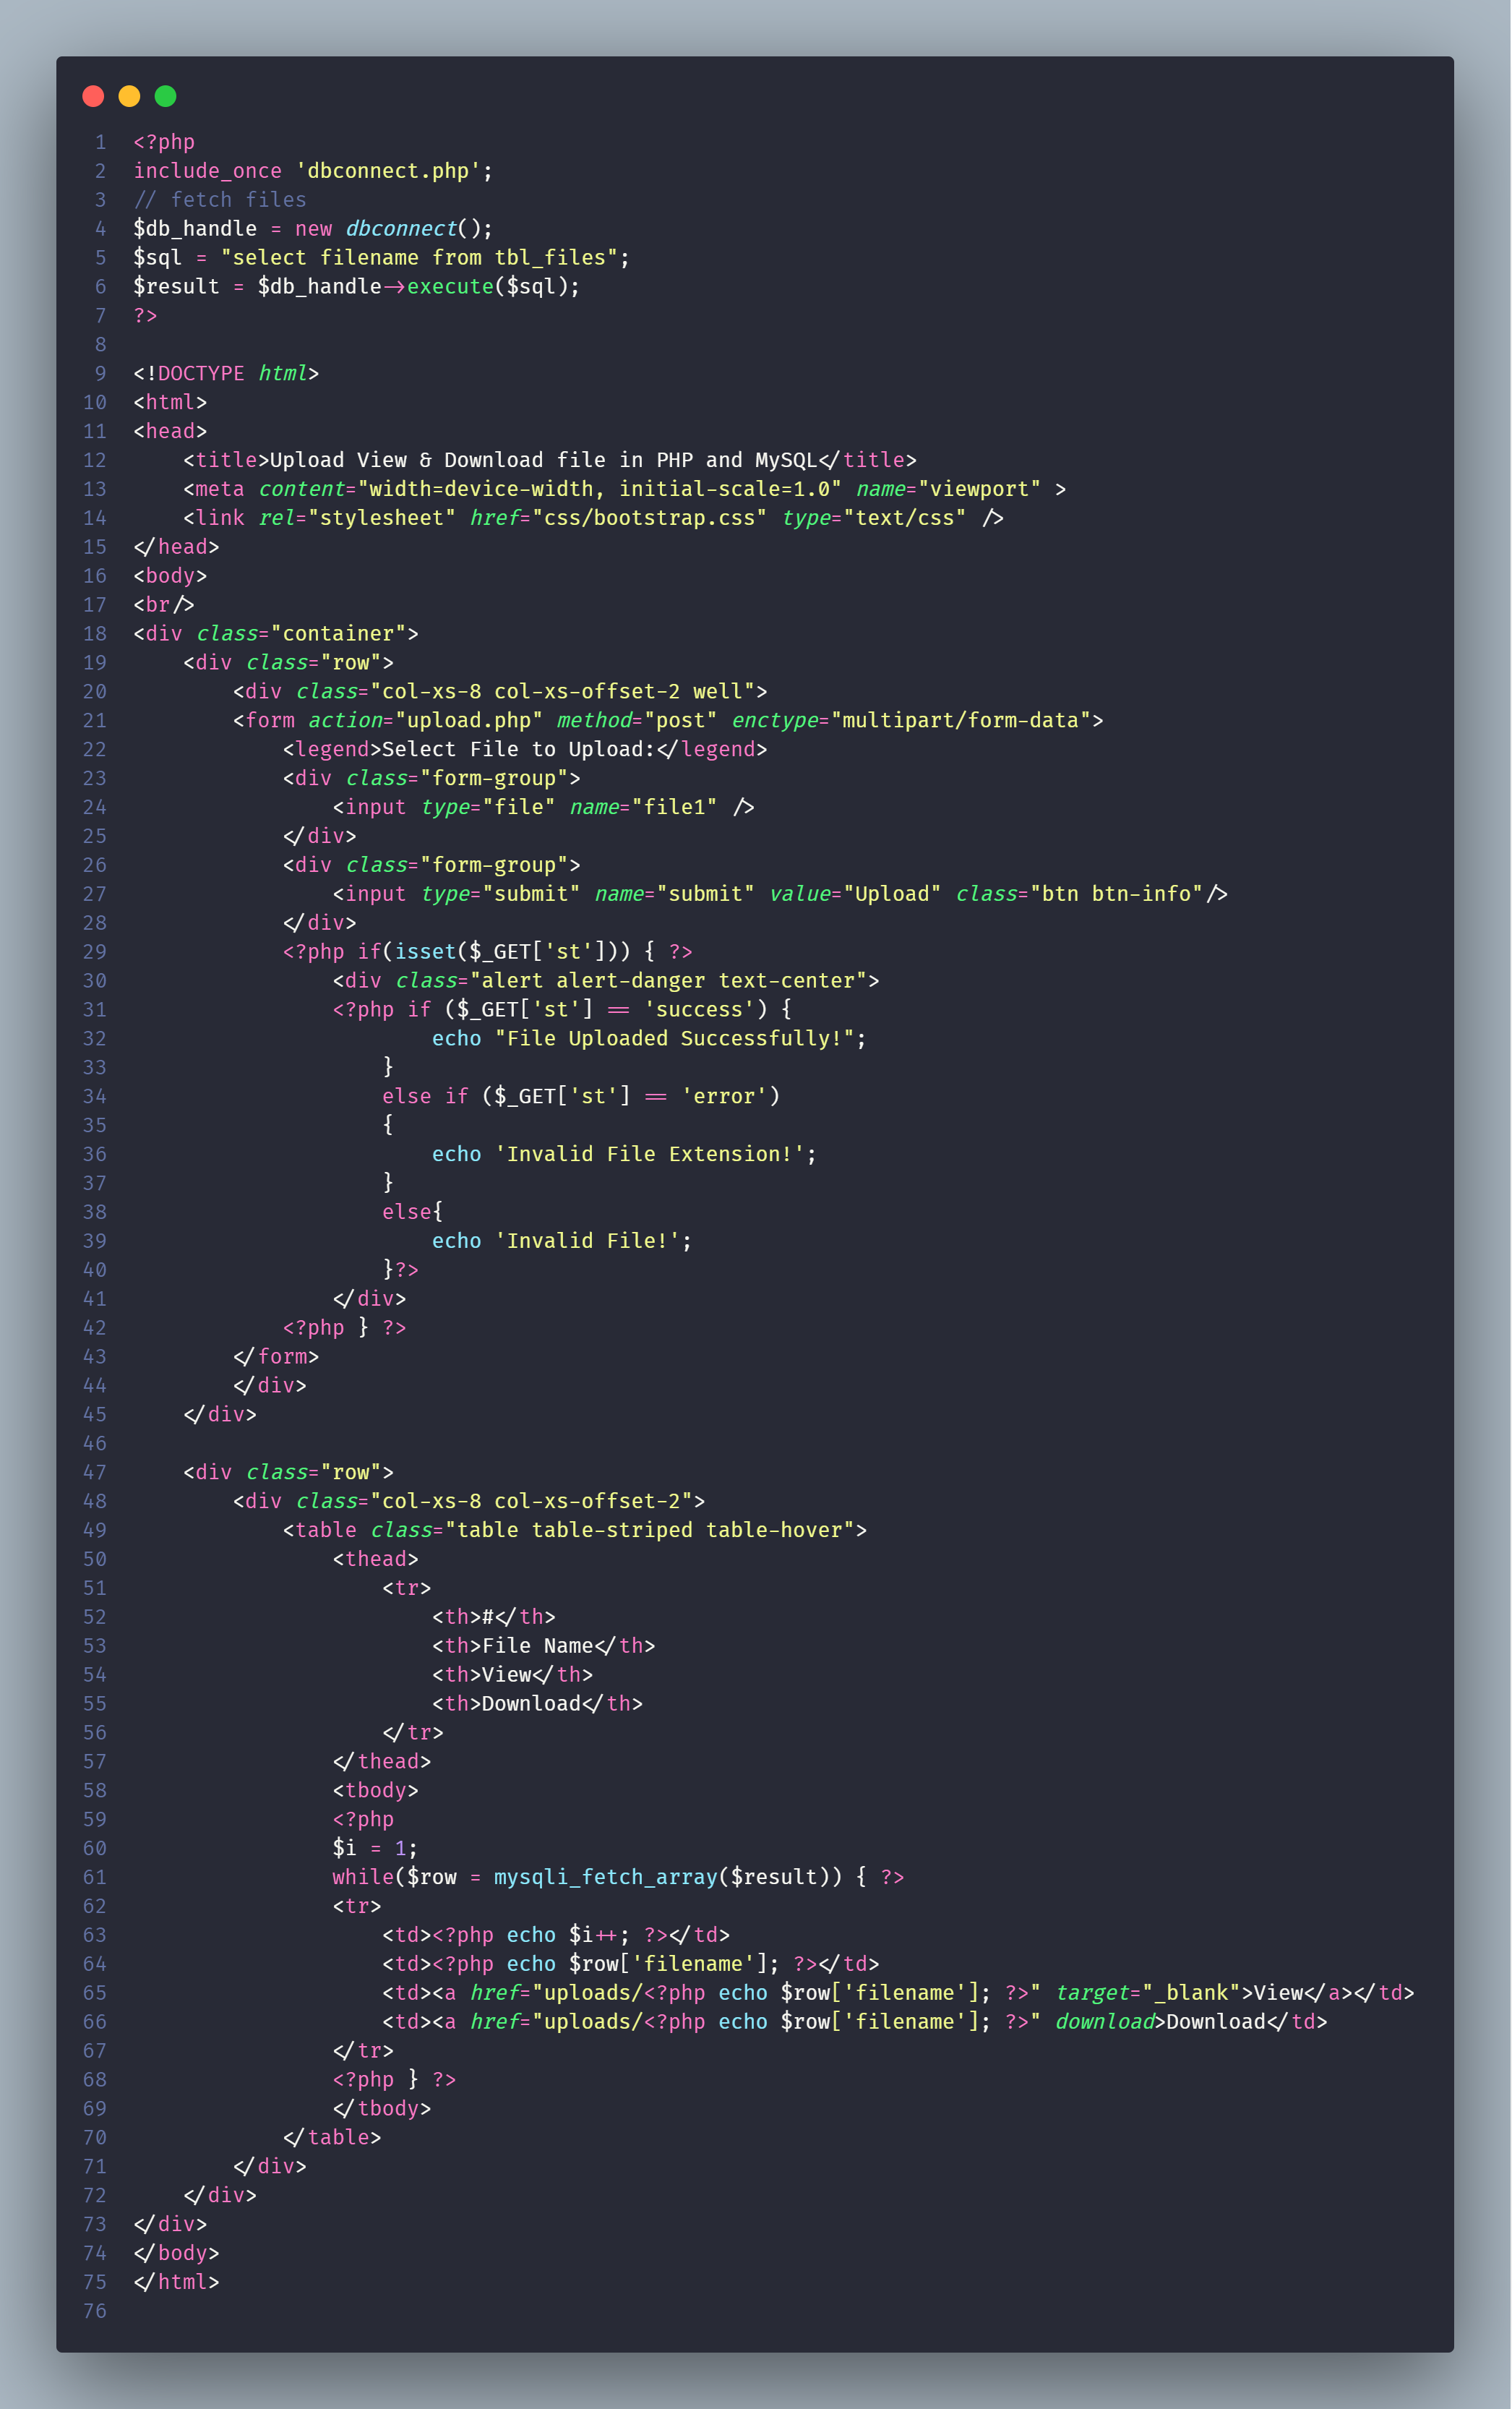 1 <?php
2 include_once 'dbconnect.php';
3 // fetch files
4 $db_handle = new dbconnect();
5 $sql = "select filename from tbl_files";
6 $result = $db_handle->execute($sql);
7 ?>
8
9 <!DOCTYPE html>
10 <html>
11 <head>
12     <title>Upload View & Download file in PHP and MySQL</title>
13     <meta content="width=device-width, initial-scale=1.0" name="viewport" >
14     <link rel="stylesheet" href="css/bootstrap.css" type="text/css" />
15 </head>
16 <body>
17 <br/>
18 <div class="container">
19     <div class="row">
20         <div class="col-xs-8 col-xs-offset-2 well">
21         <form action="upload.php" method="post" enctype="multipart/form-data">
22             <legend>Select File to Upload:</legend>
23             <div class="form-group">
24                 <input type="file" name="file1" />
25             </div>
26             <div class="form-group">
27                 <input type="submit" name="submit" value="Upload" class="btn btn-info"/>
28             </div>
29             <?php if(isset($_GET['st'])) { ?>
30                 <div class="alert alert-danger text-center">
31                 <?php if ($_GET['st'] == 'success') {
32                         echo "File Uploaded Successfully!";
33                     }
34                     else if ($_GET['st'] == 'error')
35                     {
36                         echo 'Invalid File Extension!';
37                     }
38                     else{
39                         echo 'Invalid File!';
40                     }?>
41                 </div>
42             <?php } ?>
43         </form>
44         </div>
45     </div>
46
47     <div class="row">
48         <div class="col-xs-8 col-xs-offset-2">
49             <table class="table table-striped table-hover">
50                 <thead>
51                     <tr>
52                         <th>#</th>
53                         <th>File Name</th>
54                         <th>View</th>
55                         <th>Download</th>
56                     </tr>
57                 </thead>
58                 <tbody>
59                 <?php
60                 $i = 1;
61                 while($row = mysqli_fetch_array($result)) { ?>
62                 <tr>
63                     <td><?php echo $i++; ?></td>
64                     <td><?php echo $row['filename']; ?></td>
65                     <td><a href="uploads/<?php echo $row['filename']; ?>" target="_blank">View</a></td>
66                     <td><a href="uploads/<?php echo $row['filename']; ?>" download>Download</td>
67                 </tr>
68                 <?php } ?>
69                 </tbody>
70             </table>
71         </div>
72     </div>
73 </div>
74 </body>
75 </html>
76